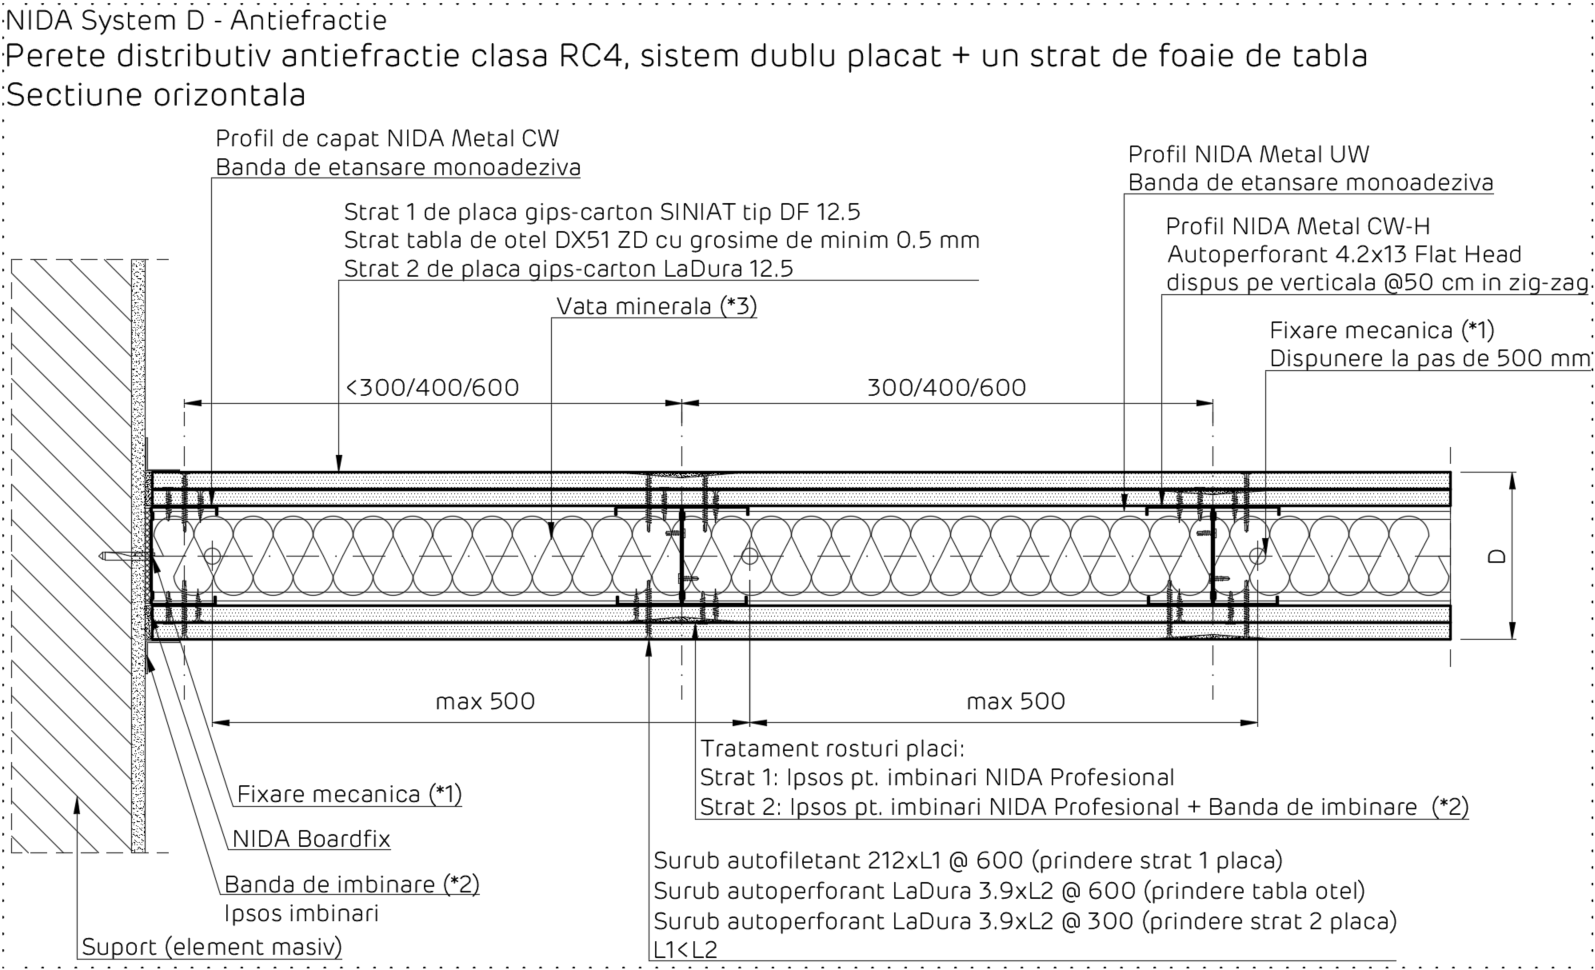 NIDA System D - Antiefractie
Perete distributiv antiefractie clasa RC4, sistem dublu placat + un strat de foaie de tabla
Sectiune orizontala
Profil de capat NIDA Metal CW
Banda de etansare monoadeziva
Profil NIDA Metal UW
Banda de etansare monoadeziva
Strat 1 de placa gips-carton SINIAT tip DF 12.5
Strat tabla de otel DX51 ZD cu grosime de minim 0.5 mm
Strat 2 de placa gips-carton LaDura 12.5
Profil NIDA Metal CW-H
Autoperforant 4.2x13 Flat Head
dispus pe verticala @50 cm in zig-zag
Vata minerala (*3)
Fixare mecanica (*1)
Dispunere la pas de 500 mm
<300/400/600
300/400/600
D
max 500
max 500
Tratament rosturi placi:
Strat 1: Ipsos pt. imbinari NIDA Profesional
Strat 2: Ipsos pt. imbinari NIDA Profesional + Banda de imbinare (*2)
Fixare mecanica (*1)
NIDA Boardfix
Banda de imbinare (*2)
Ipsos imbinari
Suport (element masiv)
Surub autofiletant 212xL1 @ 600 (prindere strat 1 placa)
Surub autoperforant LaDura 3.9xL2 @ 600 (prindere tabla otel)
Surub autoperforant LaDura 3.9xL2 @ 300 (prindere strat 2 placa)
L1<L2